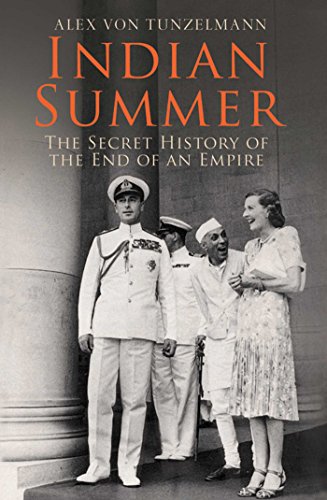 ALEX VON TUNZELMANN
INDIAN
SUMMER
THE SECRET HISTORY OF
THE END OF AN EMPIRE